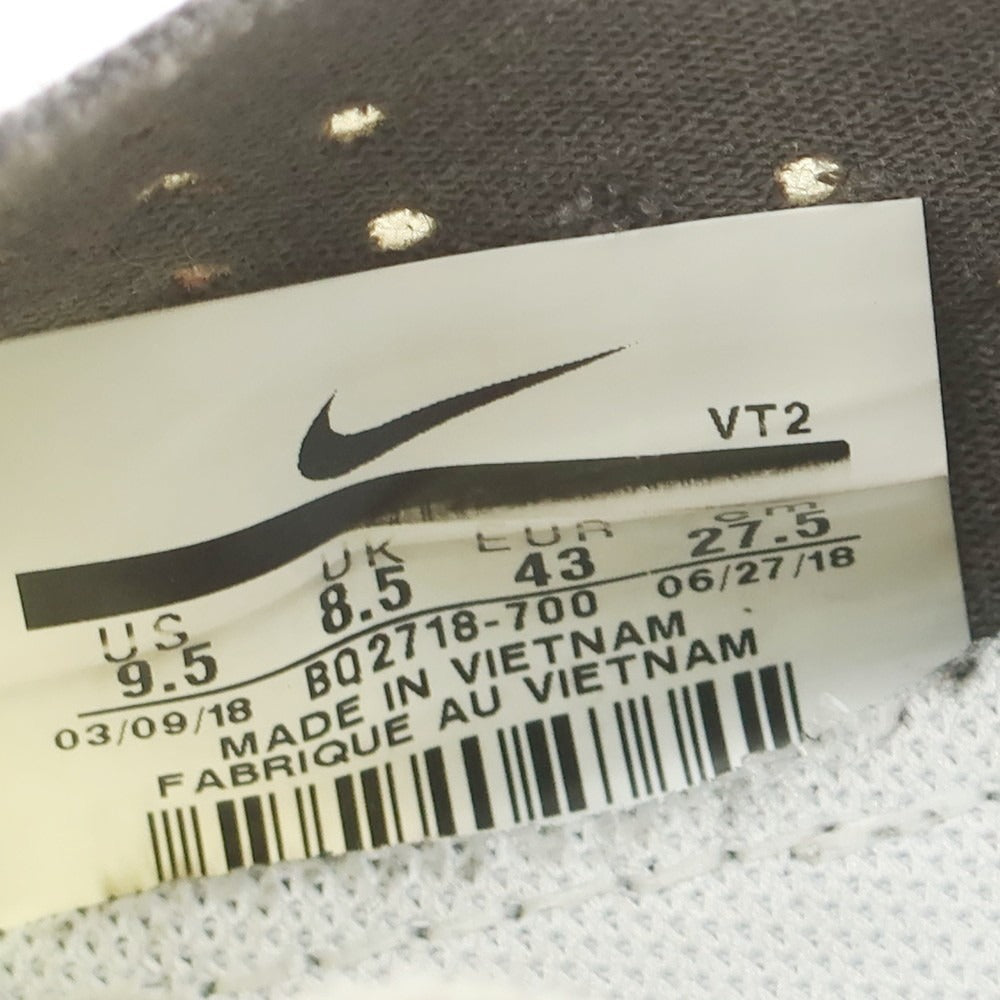 VT2
US UK EUR cm
9.5 8.5 43 27.5
03/09/18 BQ2718-700 06/27/18
MADE IN VIETNAM
FABRIQUE AU VIETNAM